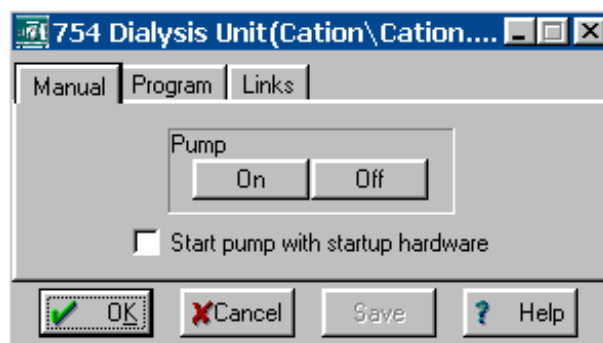 754 Dialysis Unit(Cation\Cation....
Manual Program Links
Pump
On Off
Start pump with startup hardware
OK Cancel Save ? Help